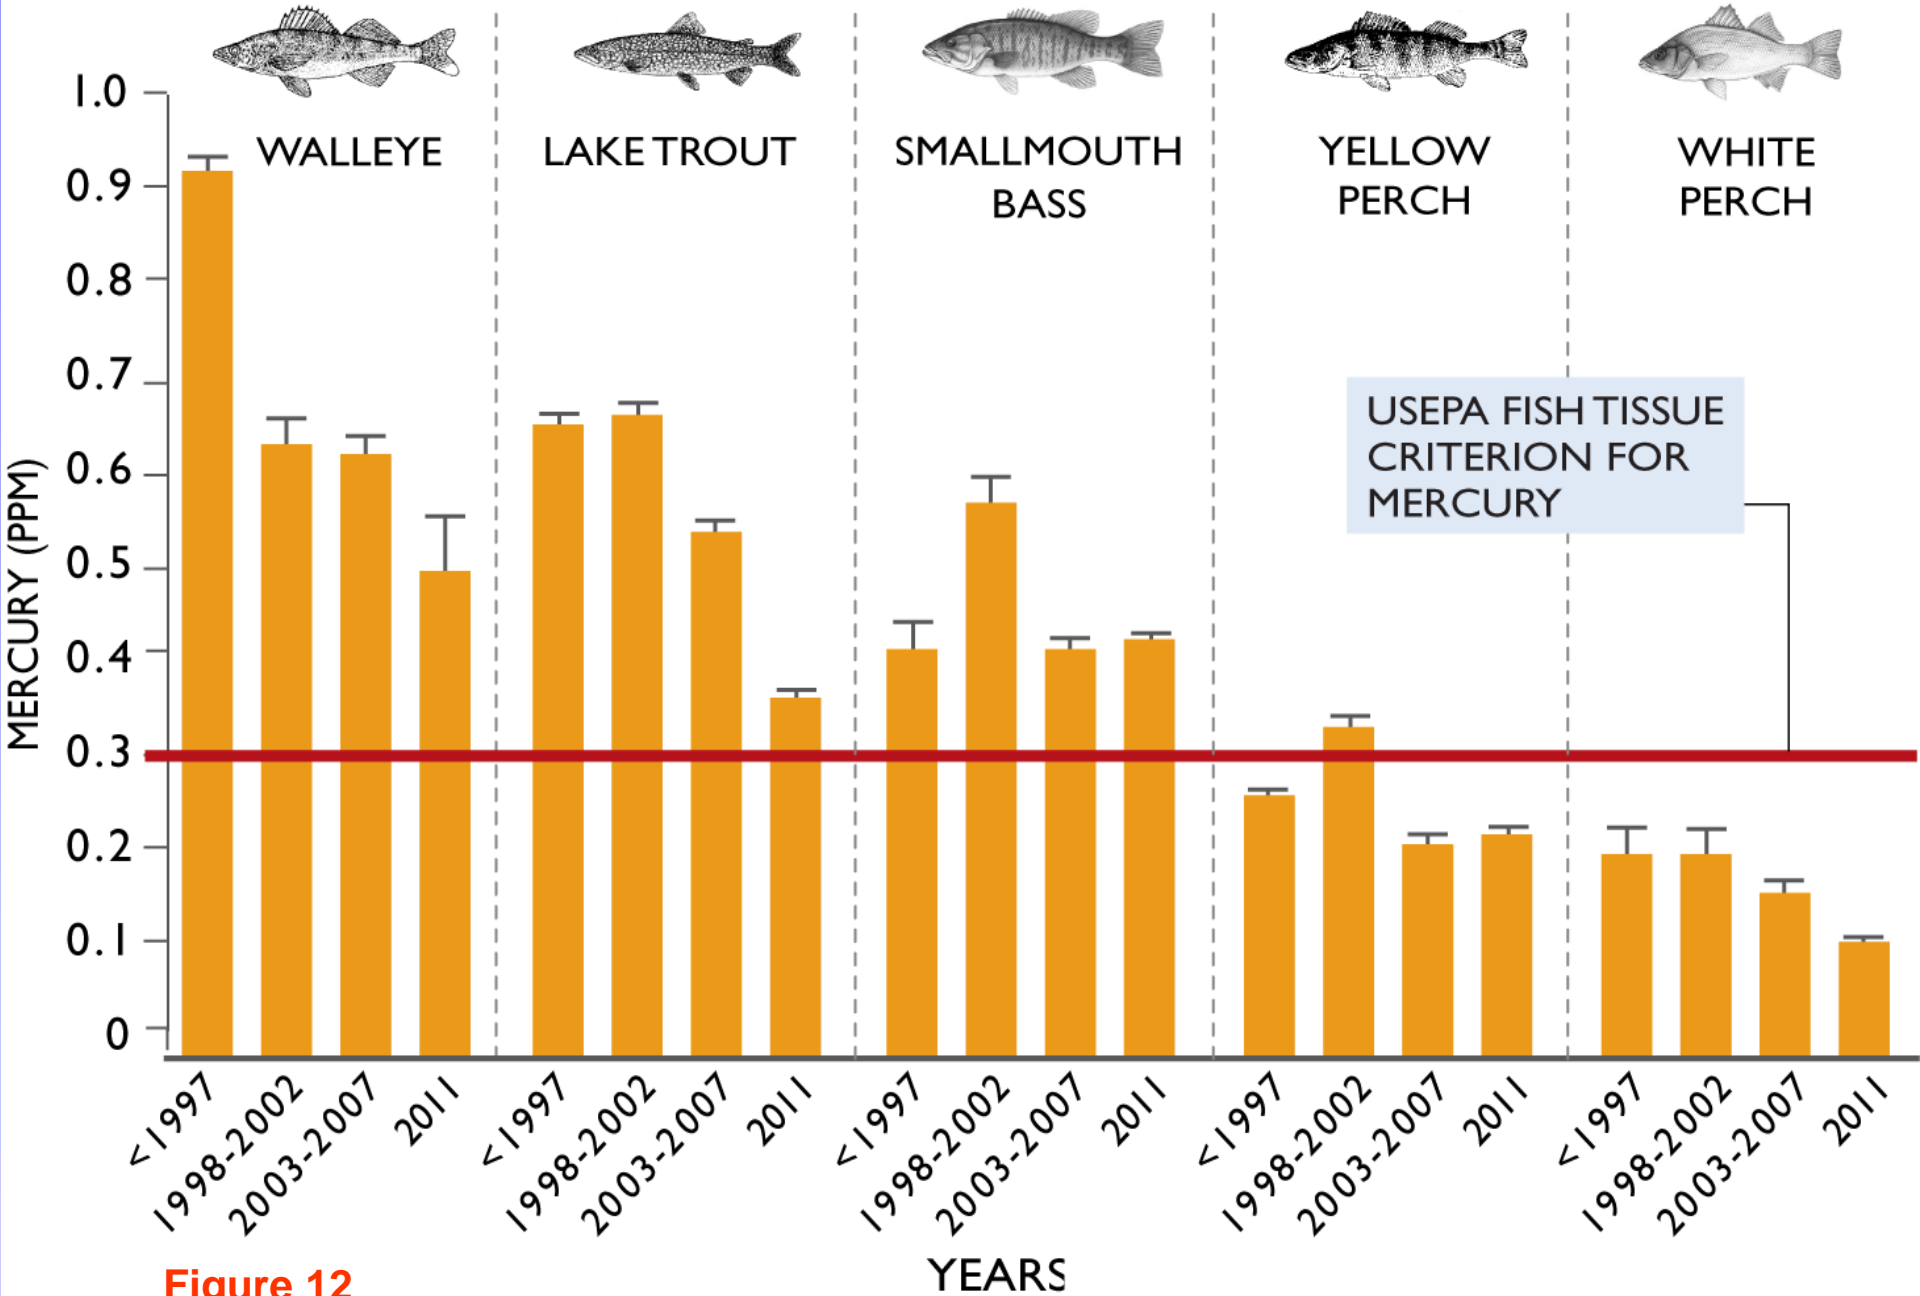 WALLEYE
LAKE TROUT
SMALLMOUTH
BASS
YELLOW
PERCH
WHITE
PERCH
1.0
0.9
0.8
0.7
0.6
0.5
0.4
0.3
0.2
0.1
0
MERCURY (PPM)
USEPA FISH TISSUE
CRITERION FOR
MERCURY
<1997
1998-2002
2003-2007
2011
<1997
1998-2002
2003-2007
2011
<1997
1998-2002
2003-2007
2011
<1997
1998-2002
2003-2007
2011
<1997
1998-2002
2003-2007
2011
YEARS
Figure 12